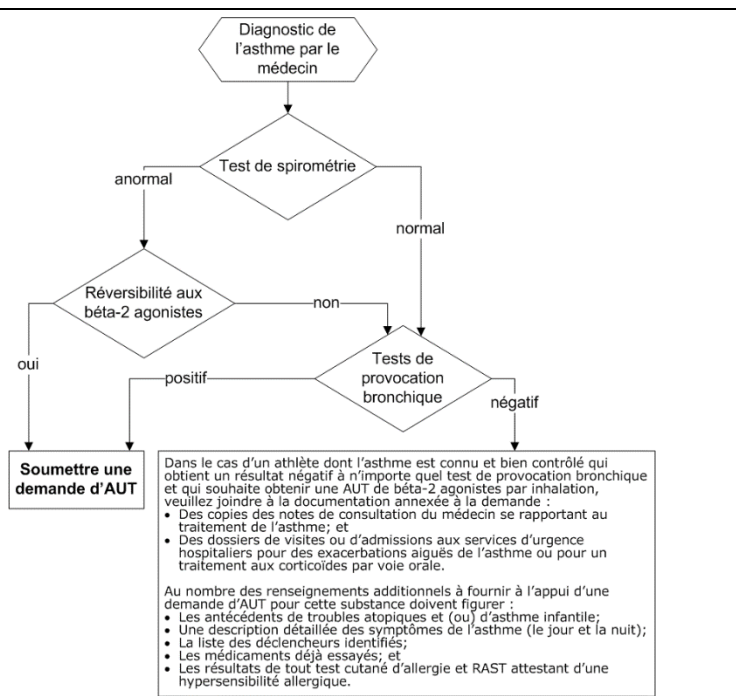 Diagnostic de
l'asthme par le
médecin
Test de spirométrie
anormal
normal
Réversibilité aux
béta-2 agonistes
non
oui
Tests de
provocation
bronchique
positif
négatif
Soumettre une
demande d'AUT
Dans le cas d'un athlète dont l'asthme est connu et bien contrôlé qui
obtient un résultat négatif à n'importe quel test de provocation bronchique
et qui souhaite obtenir une AUT de béta-2 agonistes par inhalation,
veuillez joindre à la documentation annexée à la demande :
• Des copies des notes de consultation du médecin se rapportant au
traitement de l'asthme; et
• Des dossiers de visites ou d'admissions aux services d'urgence
hospitaliers pour des exacerbations aiguës de l'asthme ou pour un
traitement aux corticoïdes par voie orale.
Au nombre des renseignements additionnels à fournir à l'appui d'une
demande d'AUT pour cette substance doivent figurer :
• Les antécédents de troubles atopiques et (ou) d'asthme infantile;
• Une description détaillée des symptômes de l'asthme (le jour et la nuit);
• La liste des déclencheurs identifiés;
• Les médicaments déjà essayés; et
• Les résultats de tout test cutané d'allergie et RAST attestant d'une
hypersensibilité allergique.